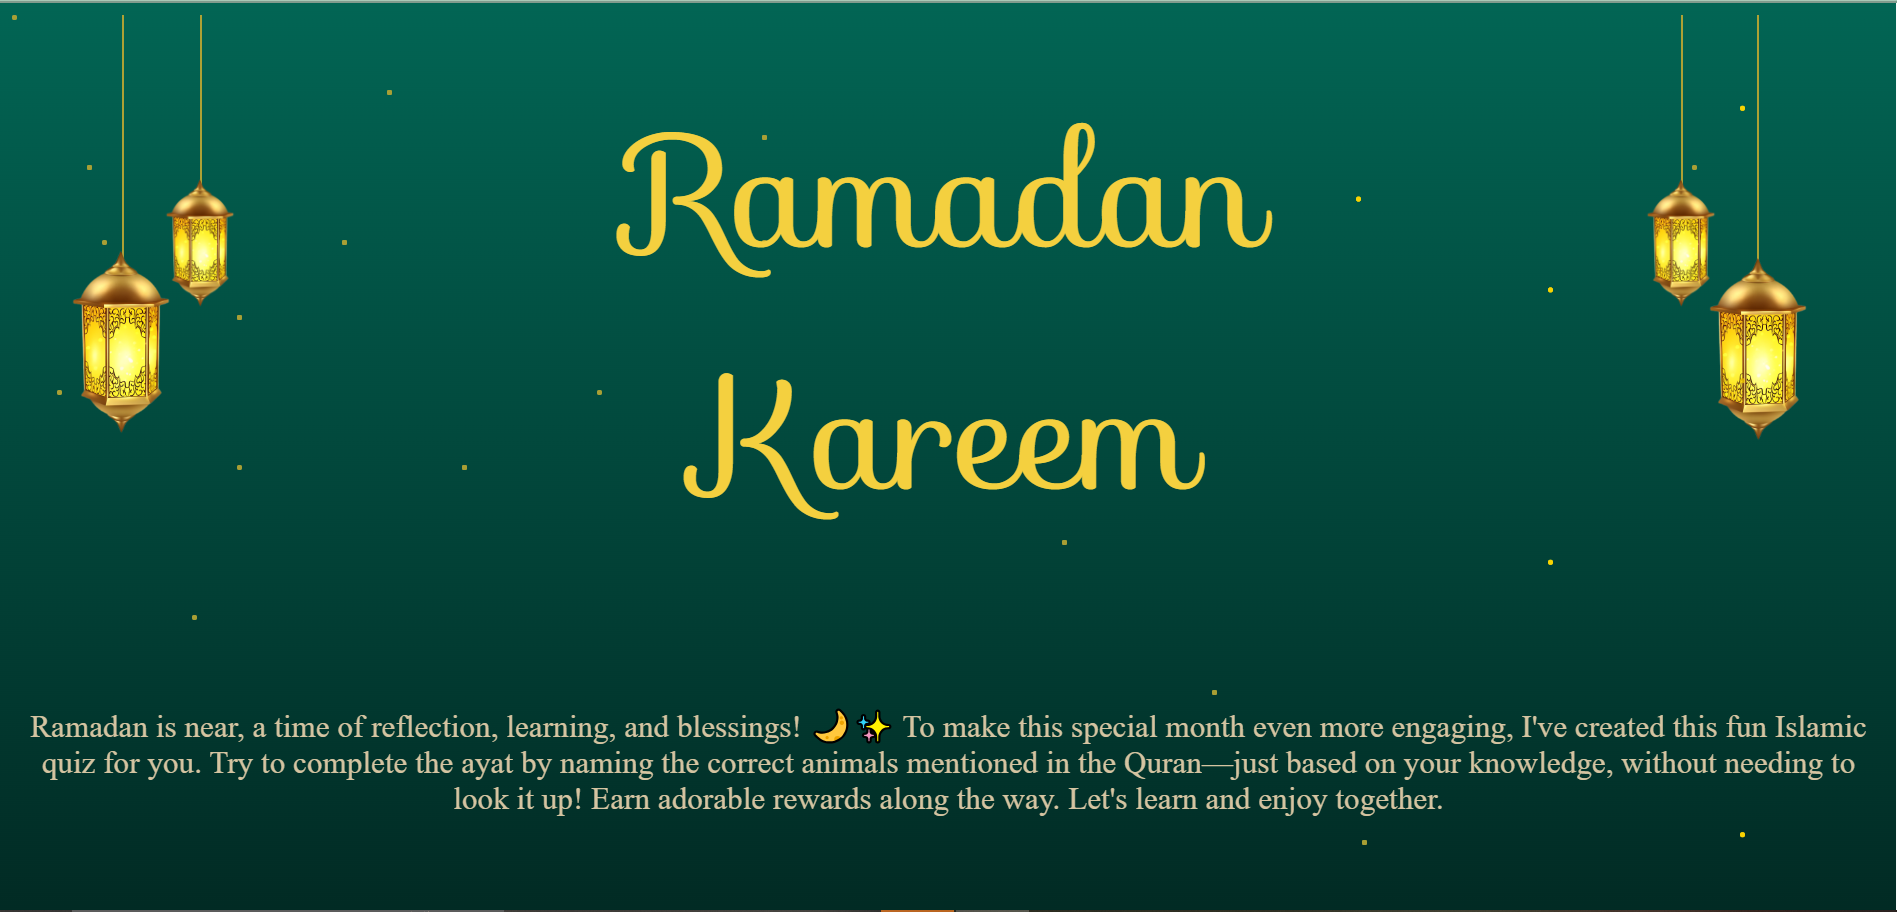 Ramadan
Kareem
Ramadan is near, a time of reflection, learning, and blessings! 🌙✨ To make this special month even more engaging, I've created this fun Islamic
quiz for you. Try to complete the ayat by naming the correct animals mentioned in the Quran—just based on your knowledge, without needing to
look it up! Earn adorable rewards along the way. Let's learn and enjoy together.